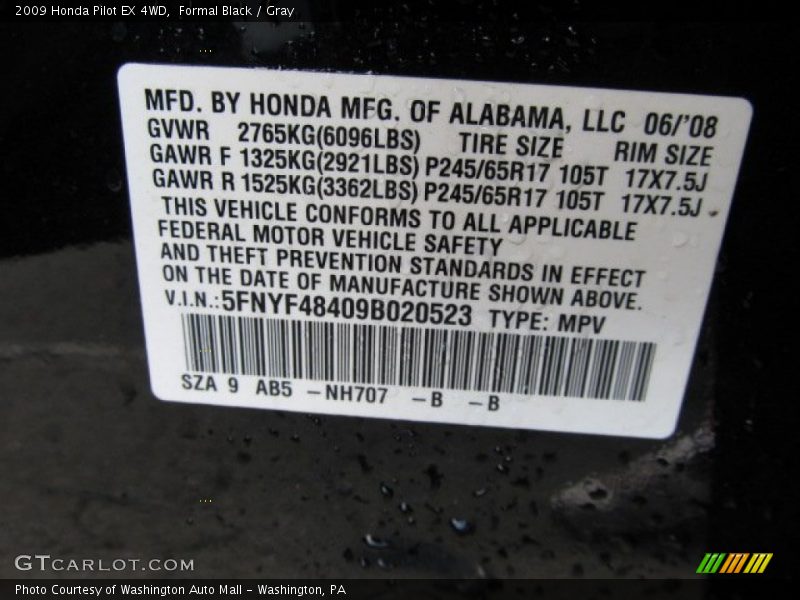 2009 Honda Pilot EX 4WD,  Formal Black / Gray
MFD. BY HONDA MFG. OF ALABAMA, LLC 06/'08
GVWR 2765KG(6096LBS) TIRE SIZE RIM SIZE
GAWR F 1325KG(2921LBS) P245/65R17 105T 17X7.5J
GAWR R 1525KG(3362LBS) P245/65R17 105T 17X7.5J
THIS VEHICLE CONFORMS TO ALL APPLICABLE
FEDERAL MOTOR VEHICLE SAFETY
AND THEFT PREVENTION STANDARDS IN EFFECT
ON THE DATE OF MANUFACTURE SHOWN ABOVE.
V.I.N.: 5FNYF48409B020523 TYPE: MPV
SZA 9 AB5 -NH707 -B -B
GTCARLOT.COM
Photo Courtesy of Washington Auto Mall - Washington, PA